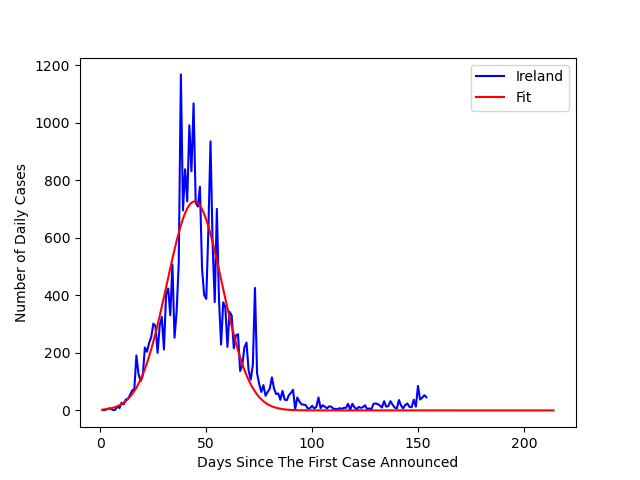 1200
1000
800
600
400
200
0
0 50 100 150 200
Number of Daily Cases
Days Since The First Case Announced
Ireland
Fit